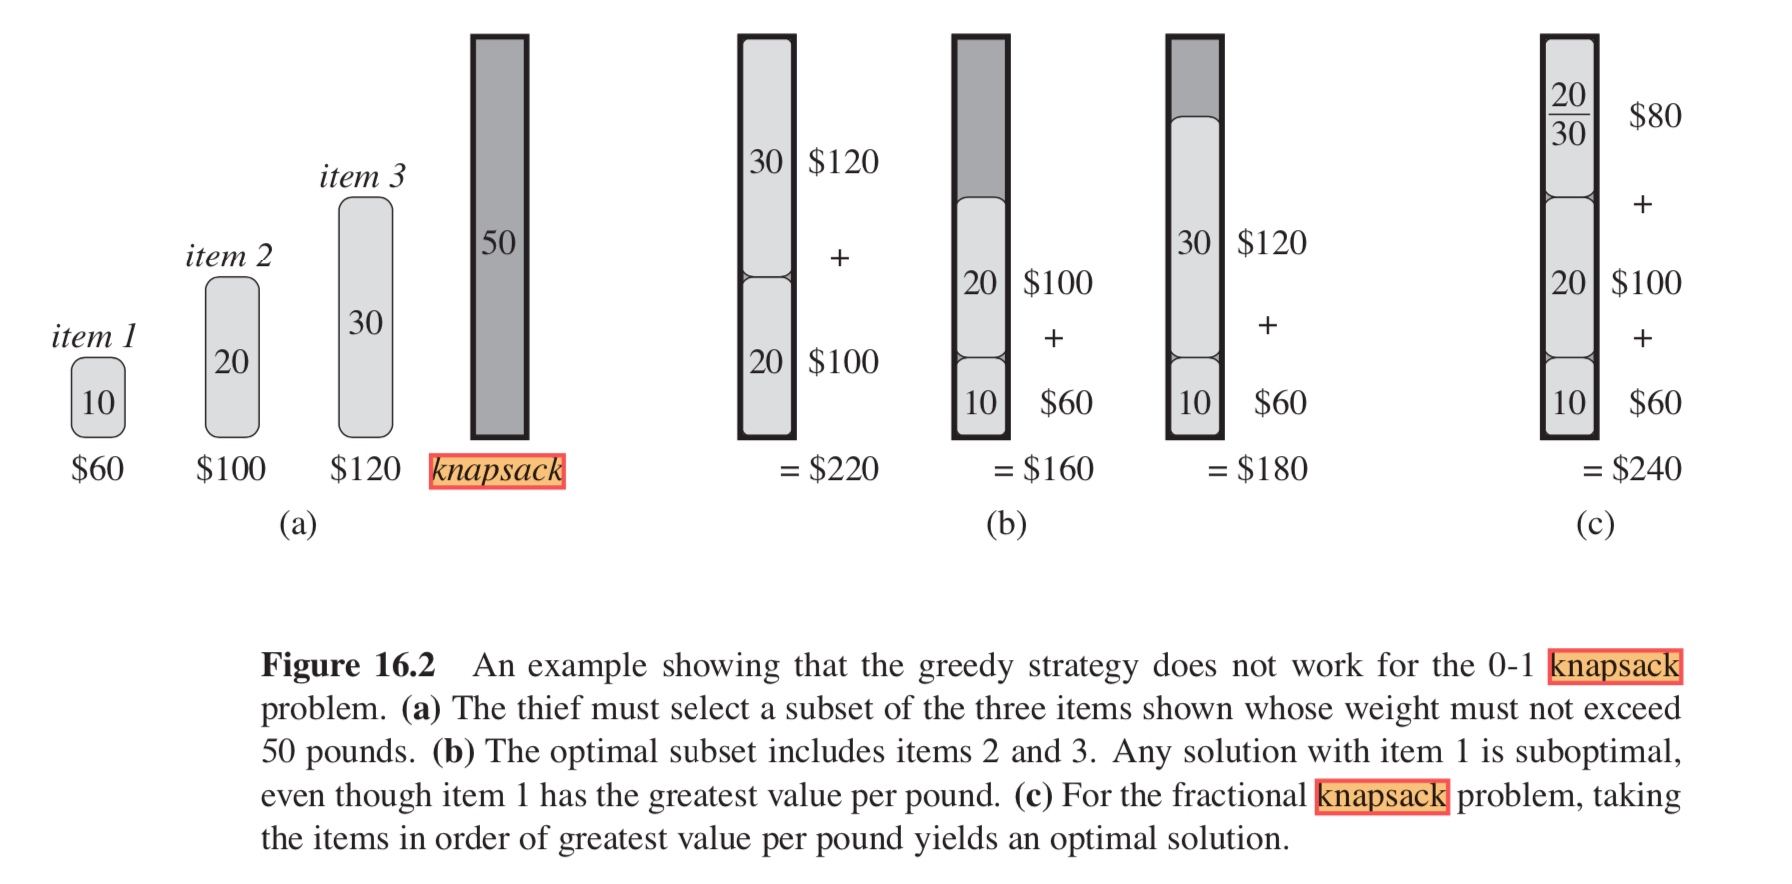 item 1
10
$60
item 2
20
$100
item 3
30
$120
50
knapsack
(a)
30 $120
+
20 $100
= $220
20 $100
+
10 $60
= $160
30 $120
+
10 $60
= $180
(b)
20
30
$80
+
20 $100
+
10 $60
= $240
(c)
Figure 16.2 An example showing that the greedy strategy does not work for the 0-1 knapsack
problem. (a) The thief must select a subset of the three items shown whose weight must not exceed
50 pounds. (b) The optimal subset includes items 2 and 3. Any solution with item 1 is suboptimal,
even though item 1 has the greatest value per pound. (c) For the fractional knapsack problem, taking
the items in order of greatest value per pound yields an optimal solution.